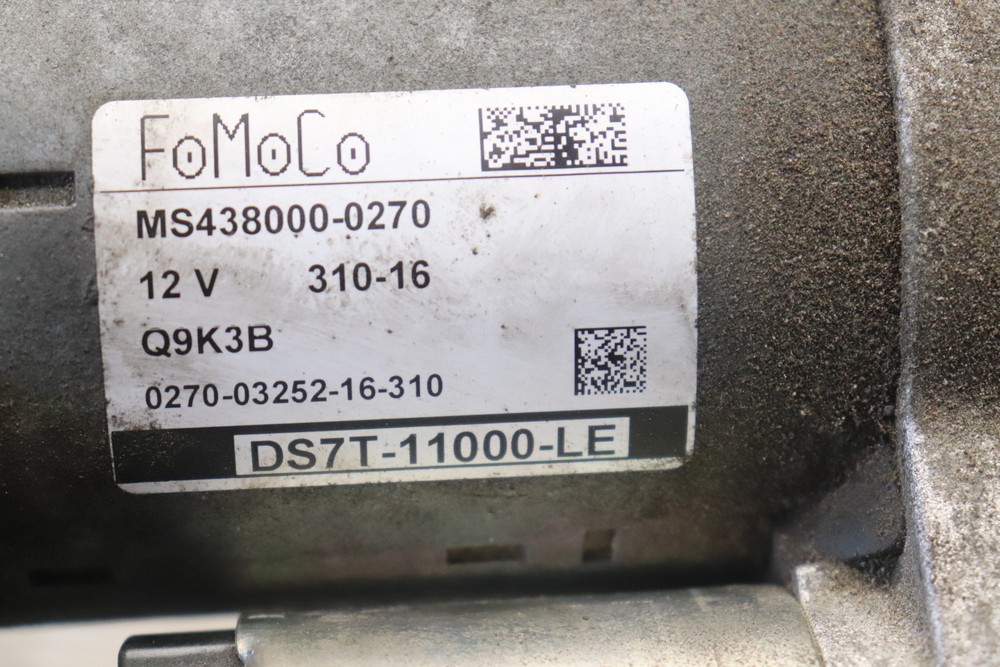 FoMoCo
MS438000-0270
12 V 310-16
Q9K3B
0270-03252-16-310
DS7T-11000-LE